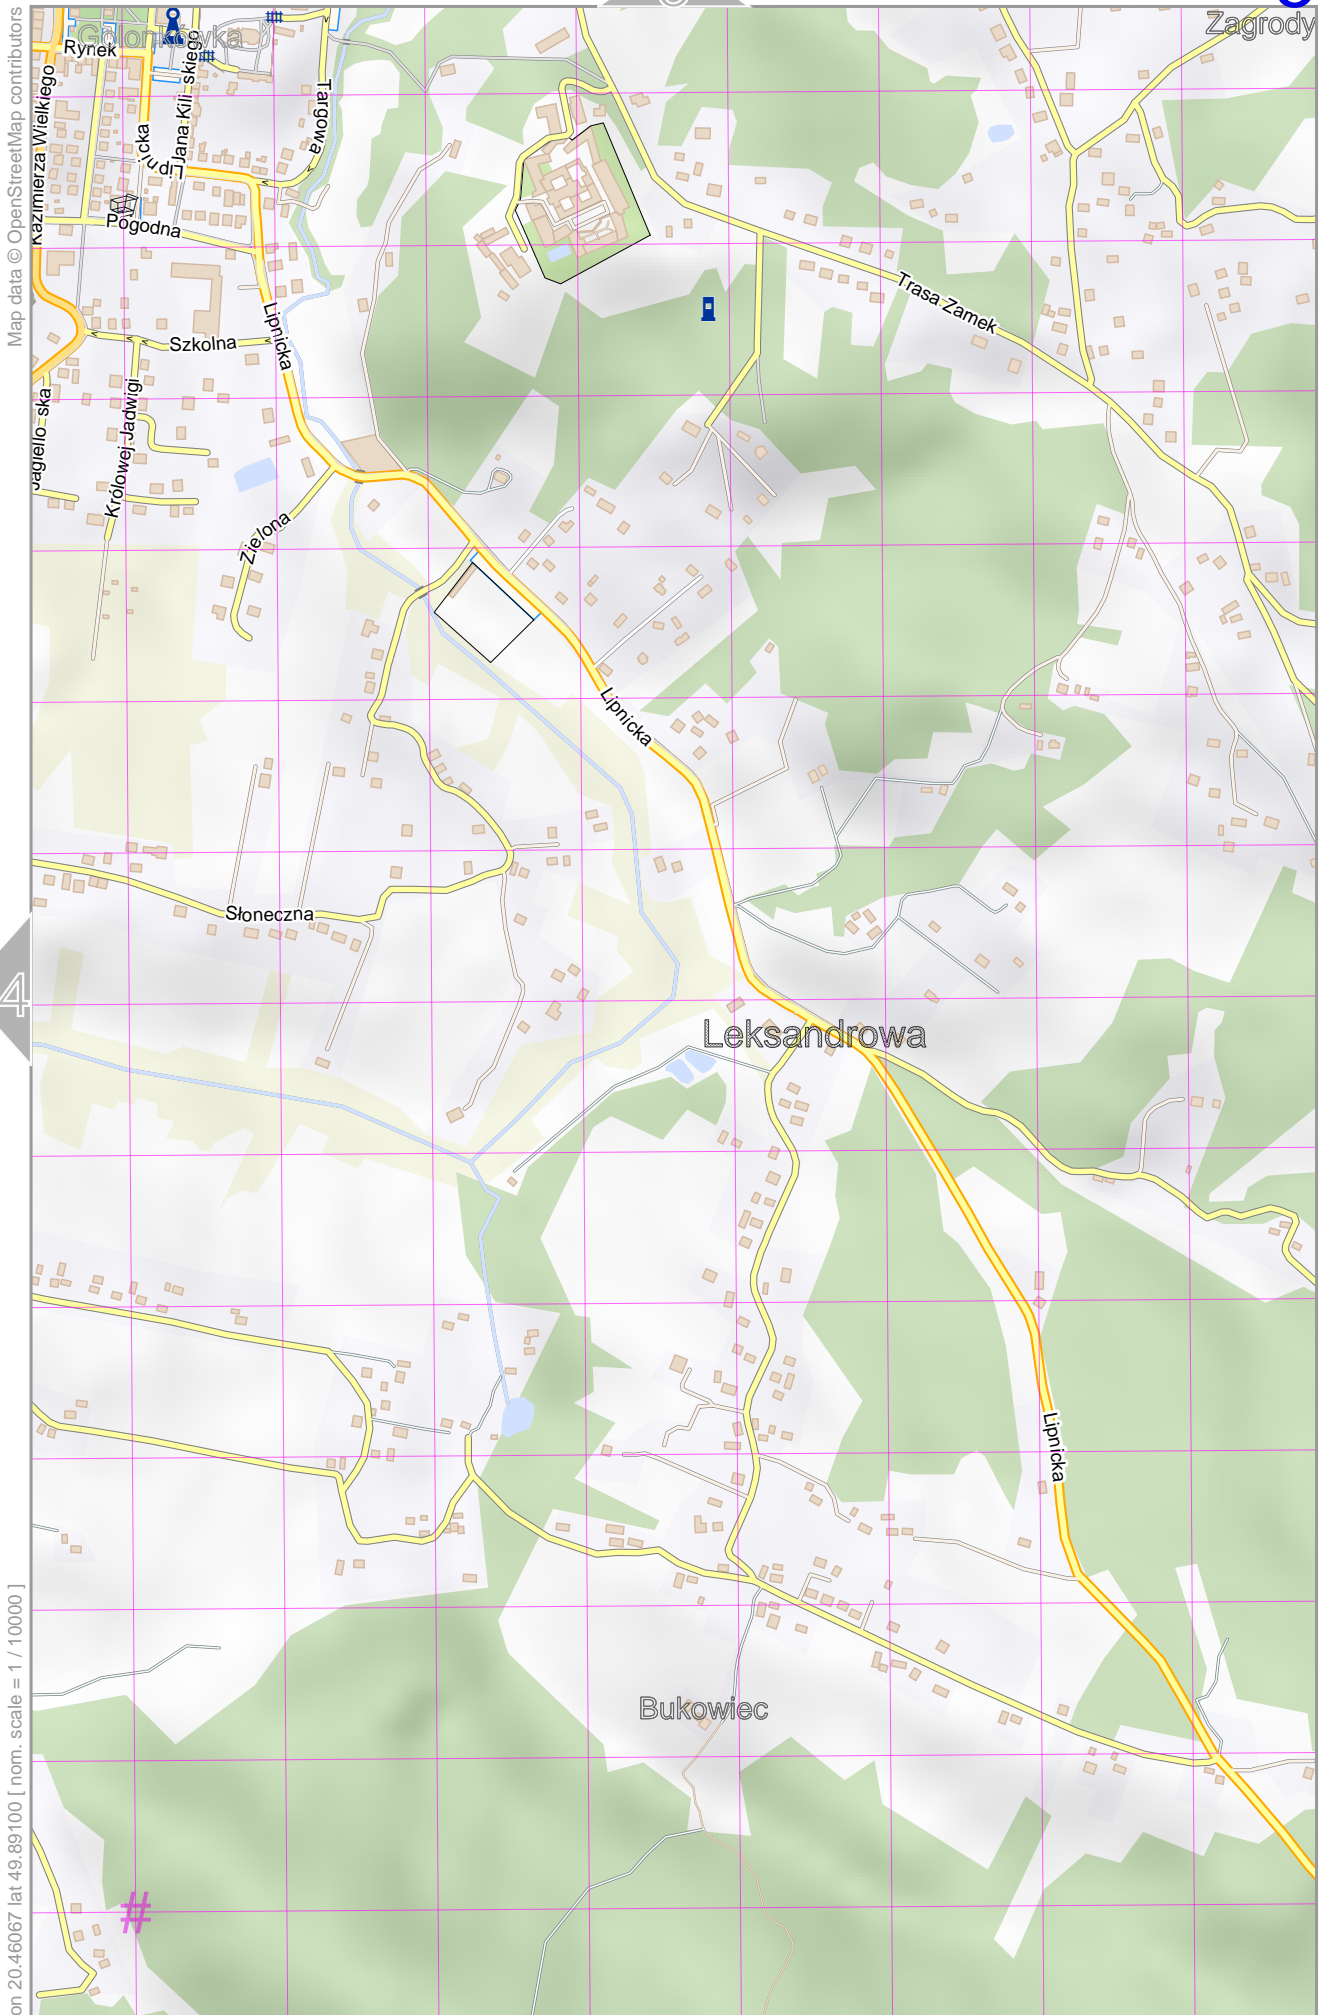 Map data © OpenStreetMap contributors
Golonkówka
Zagrody
Rynek
Kazimierza Wielkiego
Jana Kili skiego
Targowa
Lipnicka
Pogodna
Trasa Zamek
Lipnicka
Szkolna
Jagiello ska
Królowej Jadwigi
Zielona
Lipnicka
Słoneczna
4
Leksandrowa
Lipnicka
Bukowiec
on 20.46067 lat 49.89100 [ nom. scale = 1 / 10000 ]
#